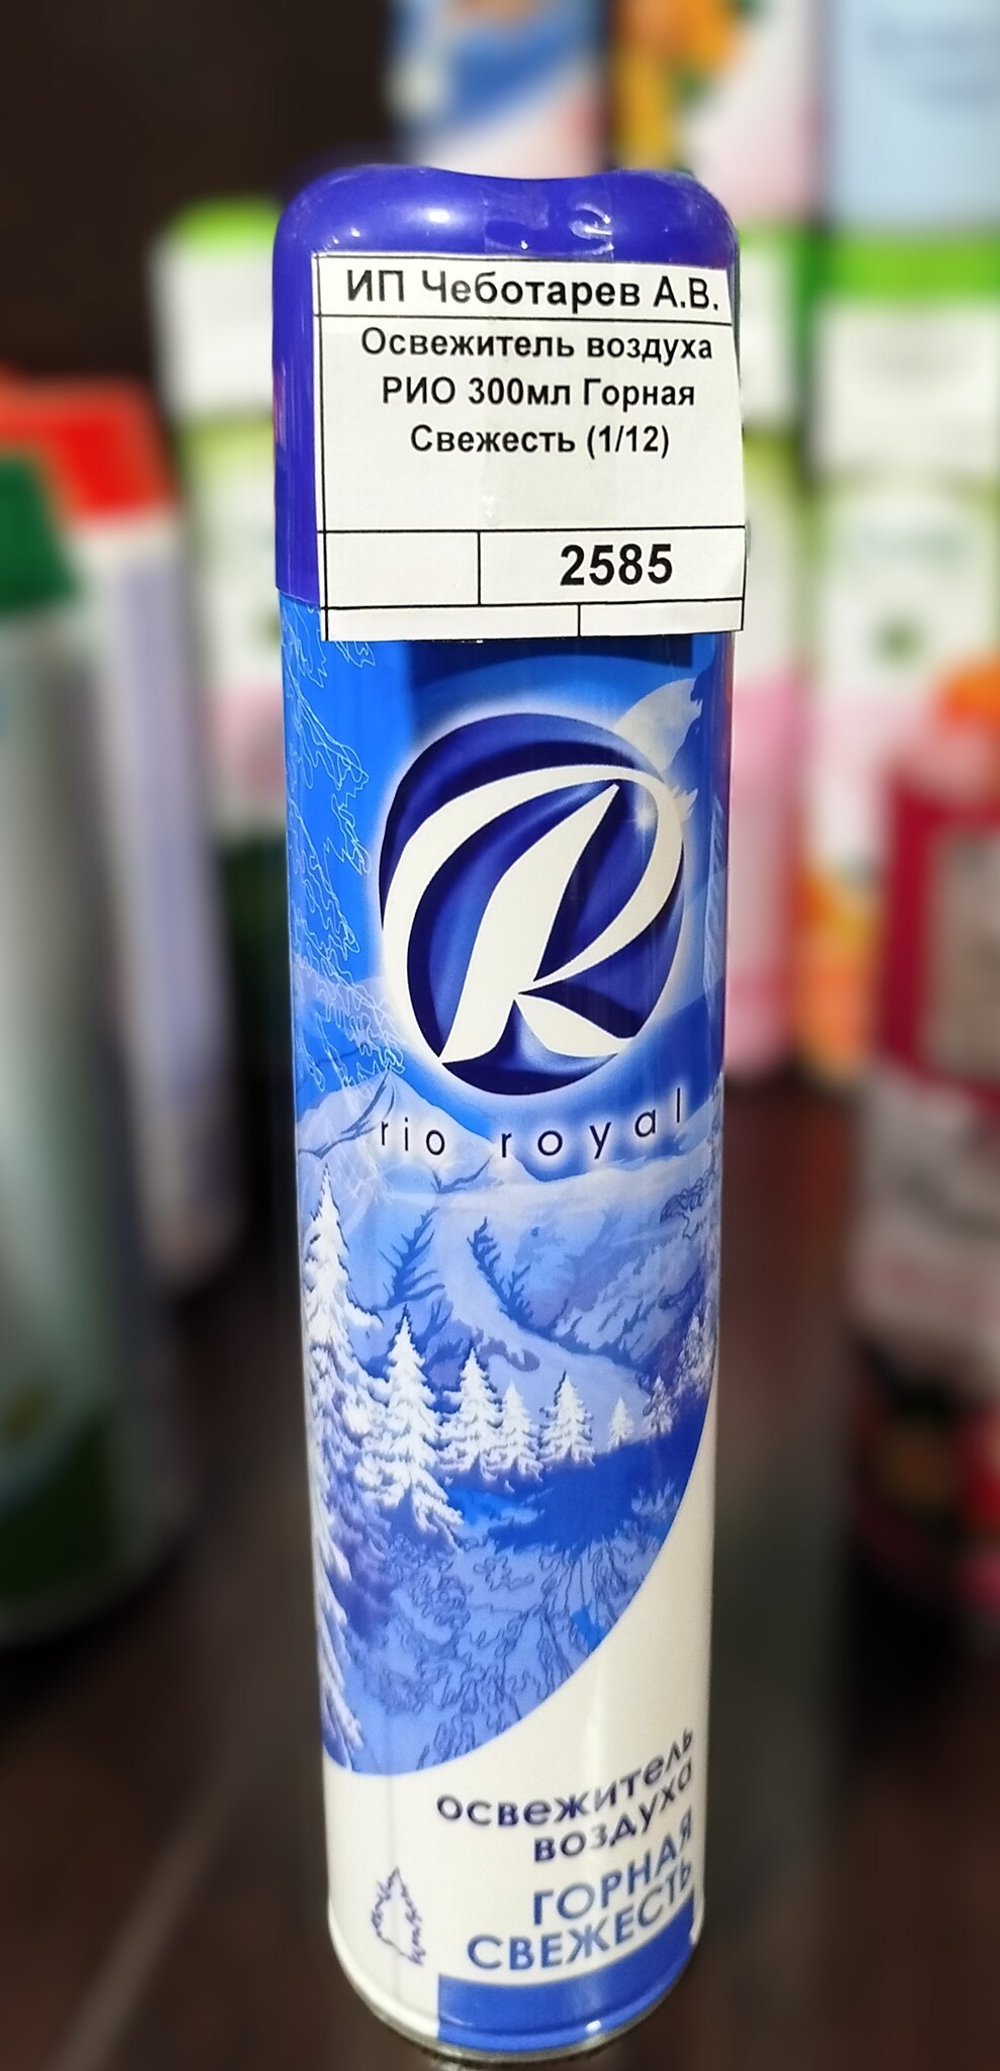 ИП Чеботарев А.В.
Освежитель воздуха
РИО 300мл Горная
Свежесть (1/12)
2585
R
rio royal
освежитель
воздуха
ГОРНАЯ
СВЕЖЕСТЬ